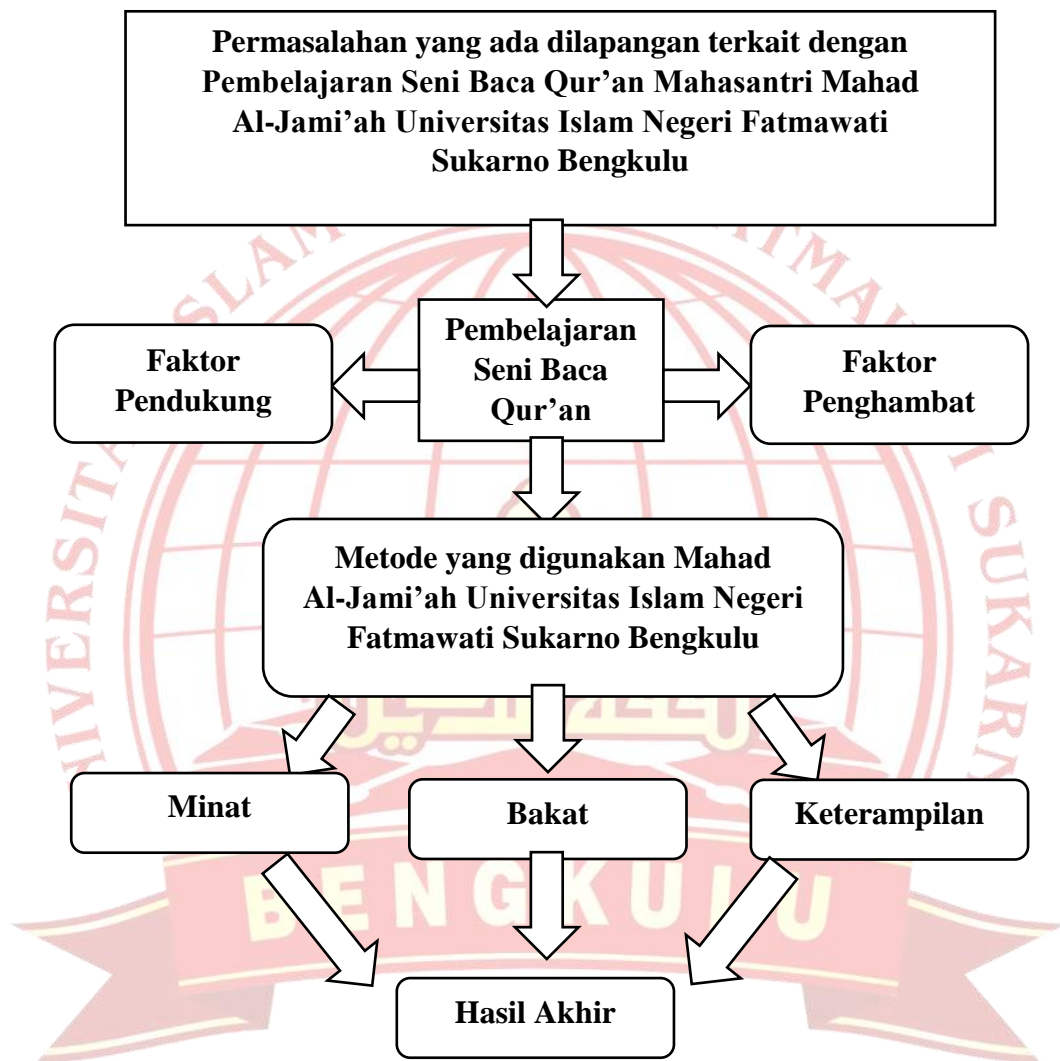 Permasalahan yang ada dilapangan terkait dengan
Pembelajaran Seni Baca Qur’an Mahasantri Mahad
Al-Jami’ah Universitas Islam Negeri Fatmawati
Sukarno Bengkulu
Faktor
Pendukung
Pembelajaran
Seni Baca
Qur’an
Faktor
Penghambat
Metode yang digunakan Mahad
Al-Jami’ah Universitas Islam Negeri
Fatmawati Sukarno Bengkulu
Minat
Bakat
Keterampilan
Hasil Akhir
SUKARN
BENGKULU